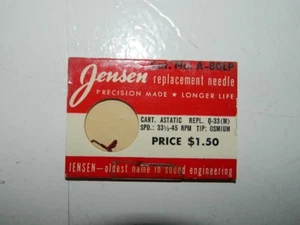 CAT. NO. A-86LP
Jensen replacement needle
PRECISION MADE ★ LONGER LIFE
CART. ASTATIC REPL. Q-33(M)
SPD.: 33⅓-45 RPM TIP: OSMIUM
PRICE $1.50
JENSEN—oldest name in sound engineering